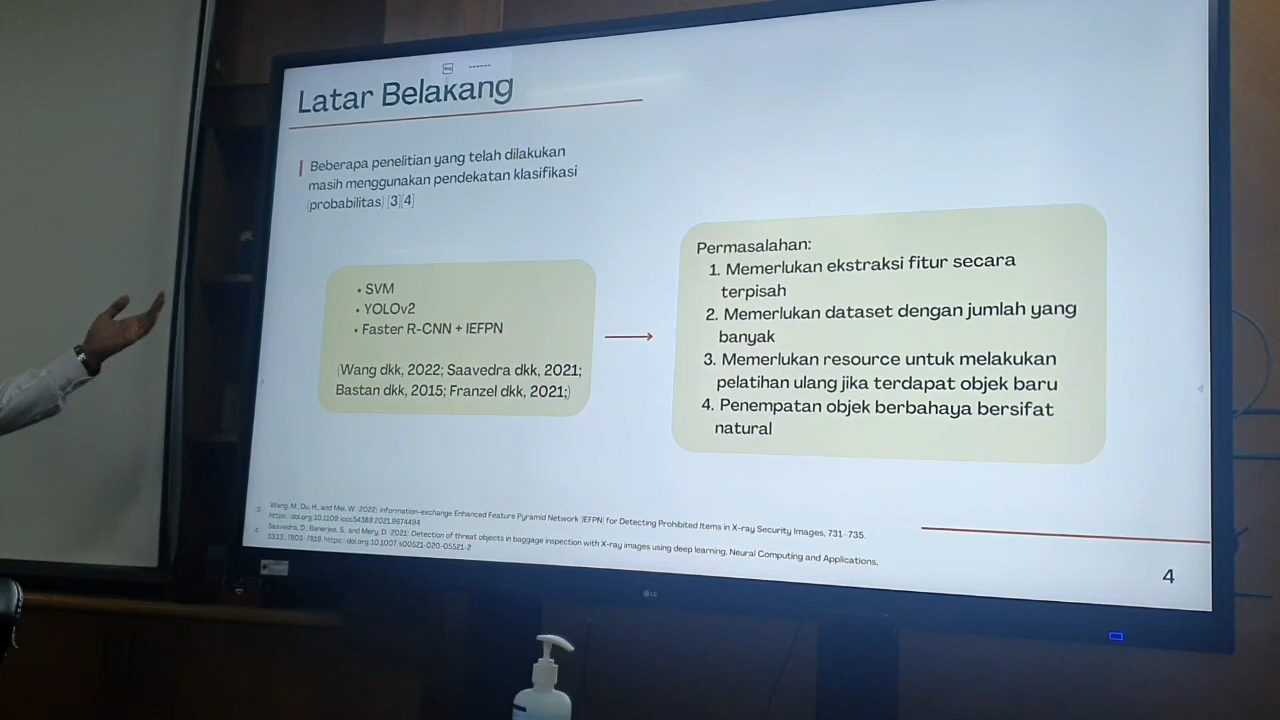 Latar Belakang
Beberapa penelitian yang telah dilakukan
masih menggunakan pendekatan klasifikasi
(probabilitas) [3][4]
• SVM
• YOLOv2
• Faster R-CNN + IEFPN
(Wang dkk, 2022; Saavedra dkk, 2021;
Bastan dkk, 2015; Franzel dkk, 2021;)
Permasalahan:
1. Memerlukan ekstraksi fitur secara
terpisah
2. Memerlukan dataset dengan jumlah yang
banyak
3. Memerlukan resource untuk melakukan
pelatihan ulang jika terdapat objek baru
4. Penempatan objek berbahaya bersifat
natural
3. Wang, M., Du, H., and Mei, W. (2022): Information-exchange Enhanced Feature Pyramid Network (IEFPN) for Detecting Prohibited Items in X-ray Security Images, 731–735.
https://doi.org/10.1109/iccc54389.2021.9674494
4. Saavedra, D., Banerjee, S., and Mery, D. (2021): Detection of threat objects in baggage inspection with X-ray images using deep learning, Neural Computing and Applications,
33(13), 7803–7819. https://doi.org/10.1007/s00521-020-05521-2
4
LG